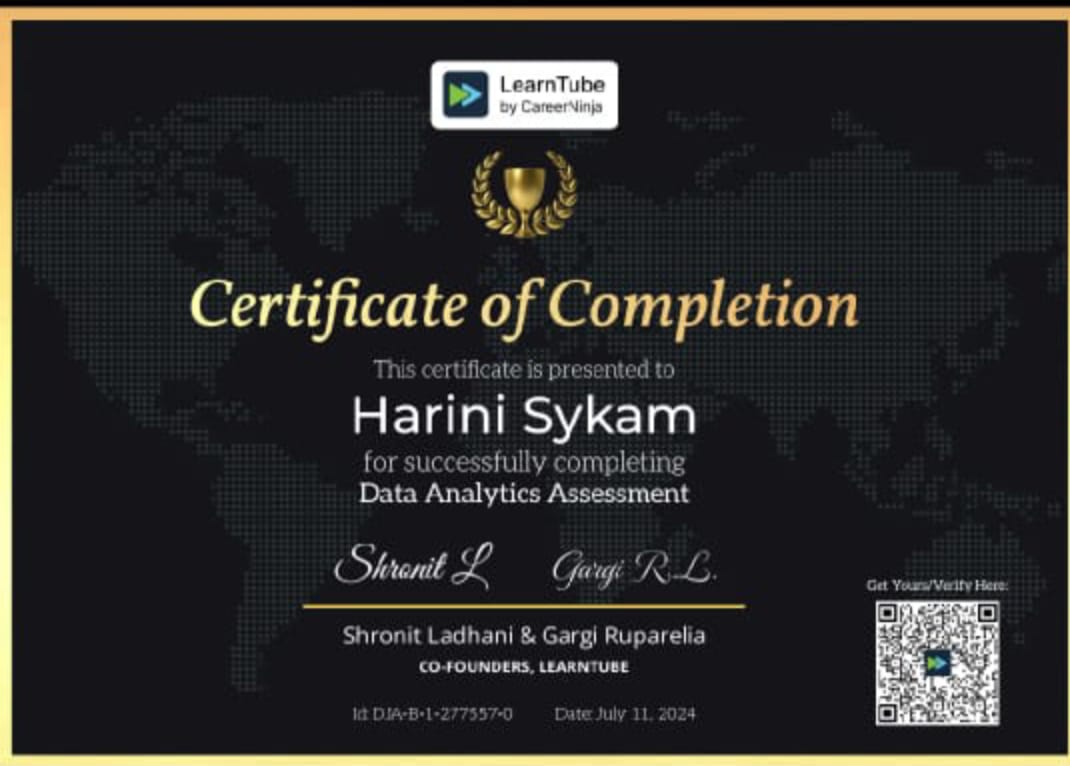 LearnTube
by CareerNinja
Certificate of Completion
This certificate is presented to
Harini Sykam
for successfully completing
Data Analytics Assessment
Shronit L
Gargi R.L.
Shronit Ladhani & Gargi Ruparelia
CO-FOUNDERS, LEARNTUBE
Get Yours/Verify Here:
Id: DJA-B-1-277557-0
Date: July 11, 2024